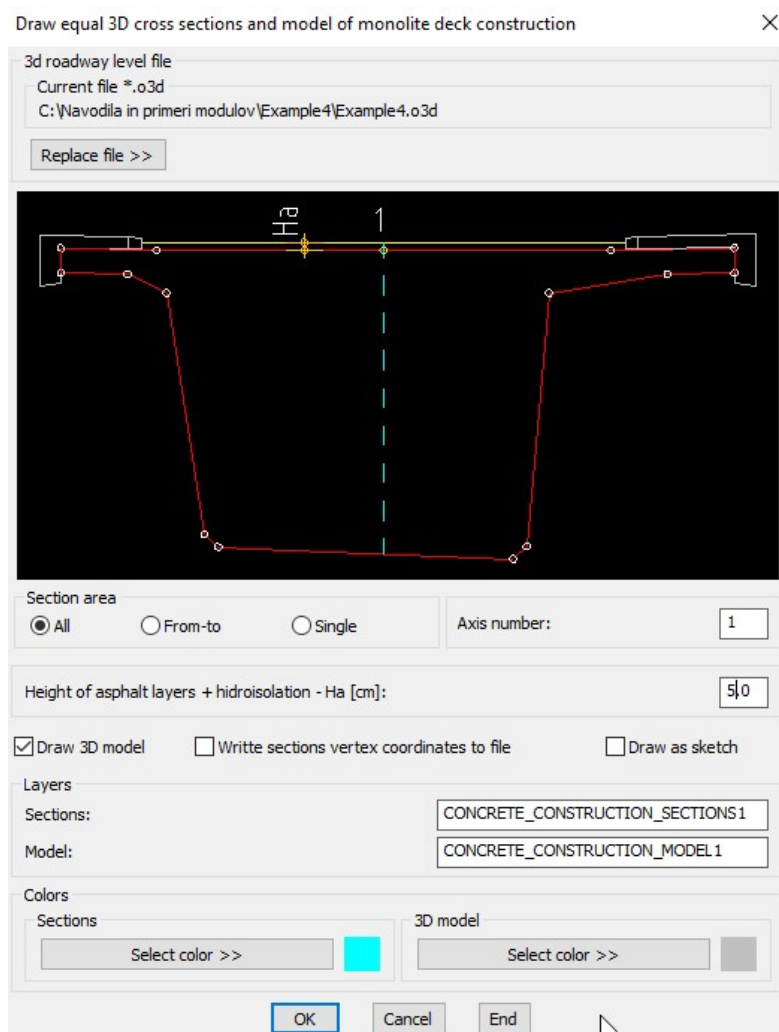 Draw equal 3D cross sections and model of monolite deck construction
3d roadway level file
Current file *.o3d
C:\Navodila in primeri modulov\Example4\Example4.o3d
Replace file >>
Ha
1
Section area
All From-to Single
Axis number: 1
Height of asphalt layers + hidroisolation - Ha [cm]: 5.0
Draw 3D model Writte sections vertex coordinates to file Draw as sketch
Layers
Sections: CONCRETE_CONSTRUCTION_SECTIONS1
Model: CONCRETE_CONSTRUCTION_MODEL1
Colors
Sections 3D model
Select color >> Select color >>
OK Cancel End